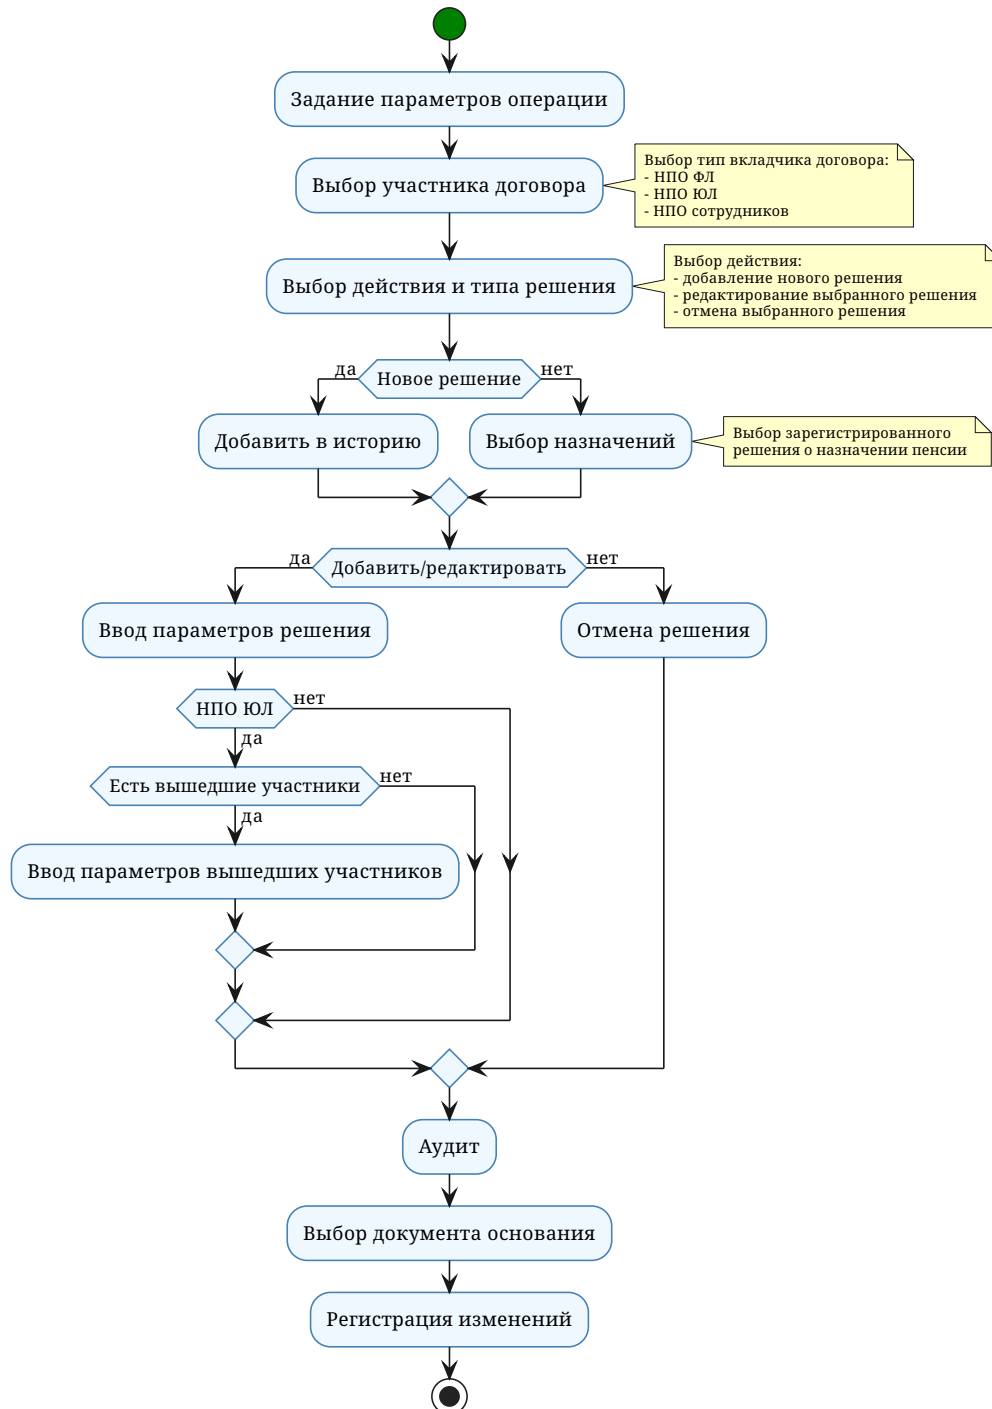 Задание параметров операции
Выбор участника договора
Выбор тип вкладчика договора:
- НПО ФЛ
- НПО ЮЛ
- НПО сотрудников
Выбор действия и типа решения
Выбор действия:
- добавление нового решения
- редактирование выбранного решения
- отмена выбранного решения
да
Новое решение
нет
Добавить в историю
Выбор назначений
Выбор зарегистрированного
решения о назначении пенсии
да
Добавить/редактировать
нет
Ввод параметров решения
Отмена решения
НПО ЮЛ
нет
да
Есть вышедшие участники
нет
да
Ввод параметров вышедших участников
Аудит
Выбор документа основания
Регистрация изменений